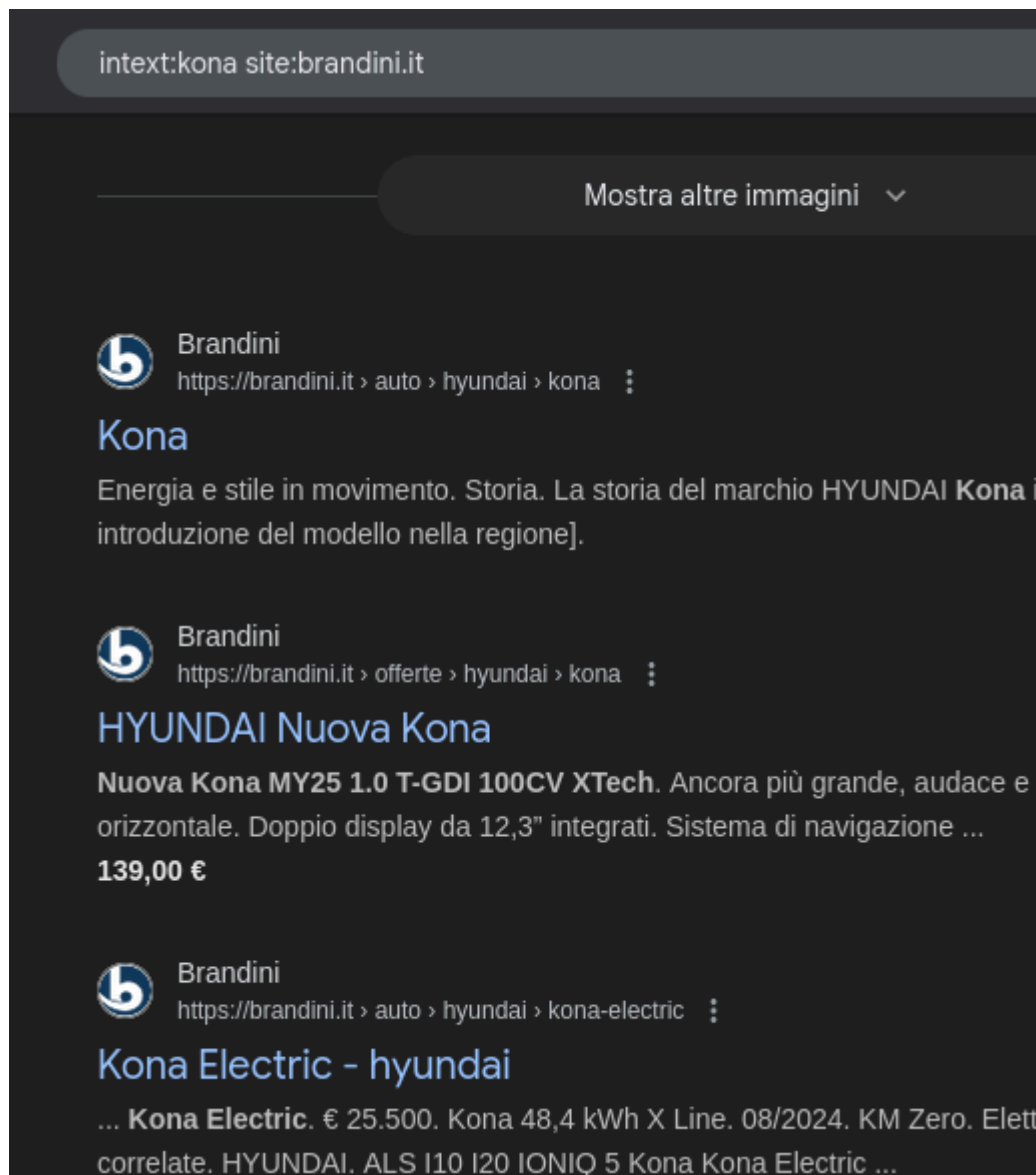 intext:kona site:brandini.it
Mostra altre immagini
Brandini
https://brandini.it › auto › hyundai › kona
Kona
Energia e stile in movimento. Storia. La storia del marchio HYUNDAI Kona
introduzione del modello nella regione].
Brandini
https://brandini.it › offerte › hyundai › kona
HYUNDAI Nuova Kona
Nuova Kona MY25 1.0 T-GDI 100CV XTech. Ancora più grande, audace e
orizzontale. Doppio display da 12,3” integrati. Sistema di navigazione ...
139,00 €
Brandini
https://brandini.it › auto › hyundai › kona-electric
Kona Electric - hyundai
... Kona Electric. € 25.500. Kona 48,4 kWh X Line. 08/2024. KM Zero. Elett
correlate. HYUNDAI. ALS I10 I20 IONIQ 5 Kona Kona Electric ...